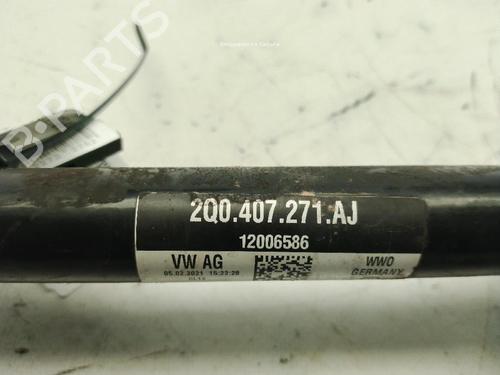 B-PARTS
2Q0.407.271.AJ
12006586
VW AG
WWO
05.02.2021 15:22:28
GERMANY